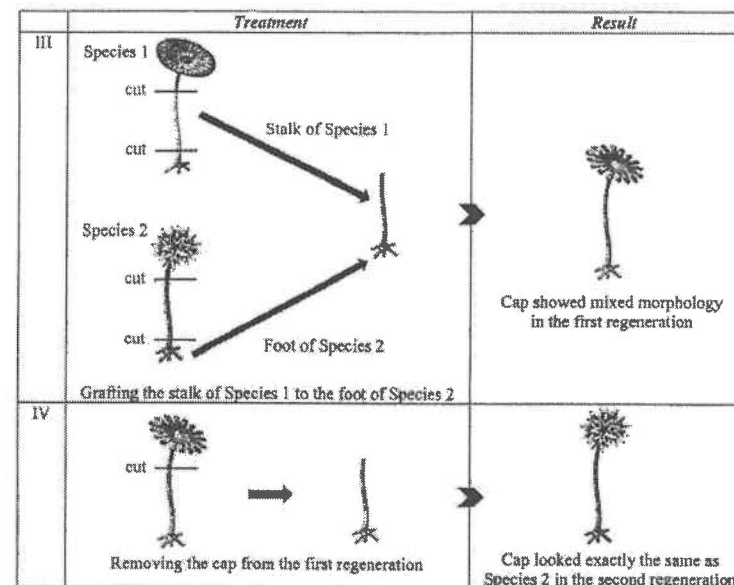 Treatment
Result
III
Species 1
cut
cut
Stalk of Species 1
Species 2
cut
cut
Foot of Species 2
Grafting the stalk of Species 1 to the foot of Species 2
Cap showed mixed morphology
in the first regeneration
IV
cut
Removing the cap from the first regeneration
Cap looked exactly the same as
Species 2 in the second regeneration